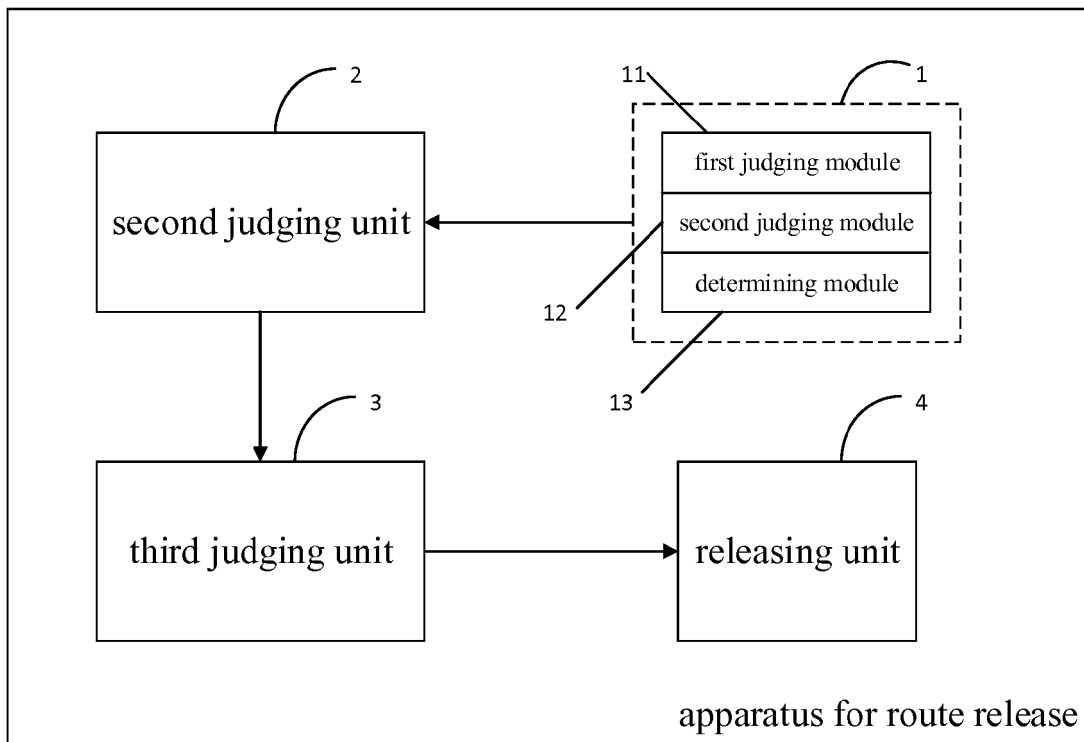 2
11
1
first judging module
second judging unit
second judging module
determining module
12
13
3
4
third judging unit
releasing unit
apparatus for route release